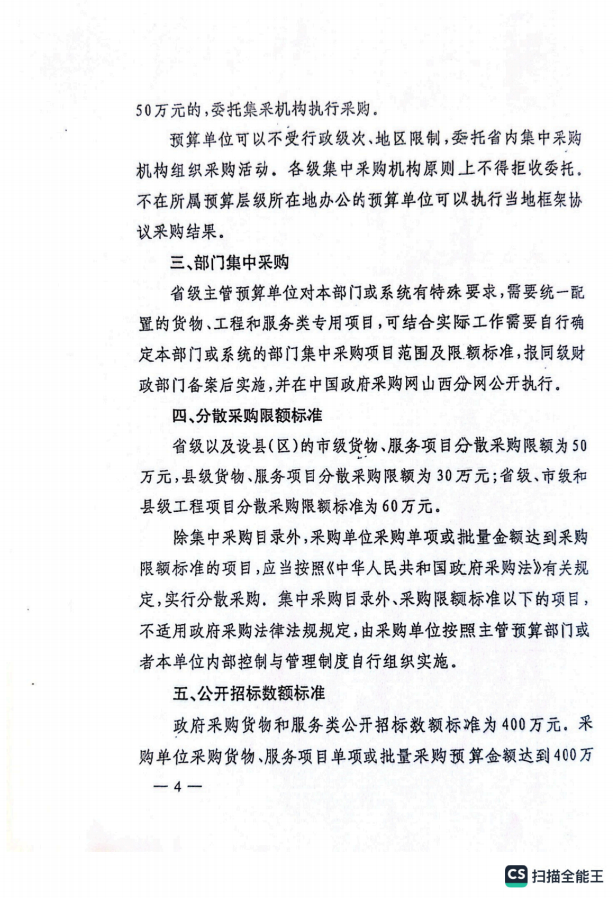 50万元的,委托集采机构执行采购。
预算单位可以不受行政级次、地区限制,委托省内集中采购
机构组织采购活动。各级集中采购机构原则上不得拒收委托。
不在所属预算层级所在地办公的预算单位可以执行当地框架协
议采购结果。
三、部门集中采购
省级主管预算单位对本部门或系统有特殊要求,需要统一配
置的货物、工程和服务类专用项目,可结合实际工作需要自行确
定本部门或系统的部门集中采购项目范围及限额标准,报同级财
政部门备案后实施,并在中国政府采购网山西分网公开执行。
四、分散采购限额标准
省级以及设县(区)的市级货物、服务项目分散采购限额为50
万元,县级货物、服务项目分散采购限额为30万元;省级、市级和
县级工程项目分散采购限额标准为60万元。
除集中采购目录外,采购单位采购单项或批量金额达到采购
限额标准的项目,应当按照《中华人民共和国政府采购法》有关规
定,实行分散采购。集中采购目录外、采购限额标准以下的项目,
不适用政府采购法律法规规定,由采购单位按照主管预算部门或
者本单位内部控制与管理制度自行组织实施。
五、公开招标数额标准
政府采购货物和服务类公开招标数额标准为400万元。采
购单位采购货物、服务项目单项或批量采购预算金额达到400万
— 4 —
CS 扫描全能王